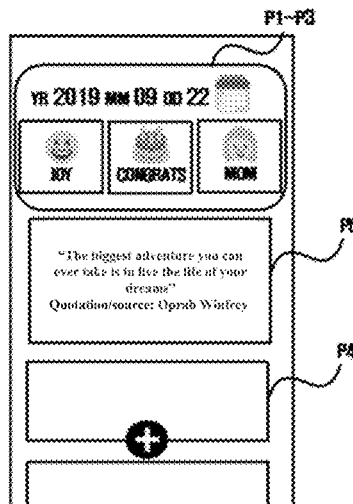 P1~P3
YR 2019 MM 09 DD 22
JOY CONGRATS MOM
"The biggest adventure you can
ever take is to live the life of your
dreams"
Quotation/source: Oprah Winfrey
P5
P4